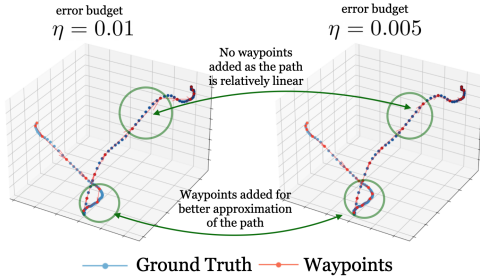 error budget
η = 0.01
error budget
η = 0.005
No waypoints
added as the path
is relatively linear
Waypoints added for
better approximation
of the path
Ground Truth
Waypoints